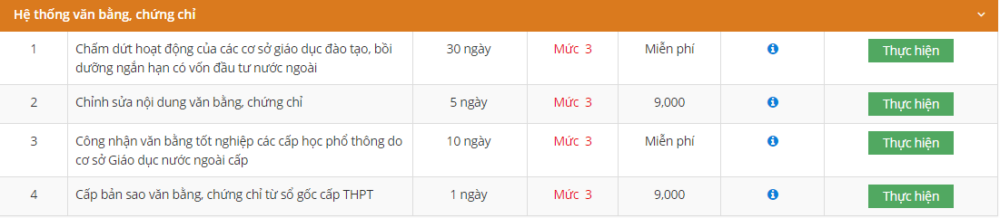 Hệ thống văn bằng, chứng chỉ
1 Chấm dứt hoạt động của các cơ sở giáo dục đào tạo, bồi 30 ngày Mức 3 Miễn phí Thực hiện
dưỡng ngắn hạn có vốn đầu tư nước ngoài
2 Chỉnh sửa nội dung văn bằng, chứng chỉ 5 ngày Mức 3 9,000 Thực hiện
3 Công nhận văn bằng tốt nghiệp các cấp học phổ thông do 10 ngày Mức 3 Miễn phí Thực hiện
cơ sở Giáo dục nước ngoài cấp
4 Cấp bản sao văn bằng, chứng chỉ từ sổ gốc cấp THPT 1 ngày Mức 3 9,000 Thực hiện